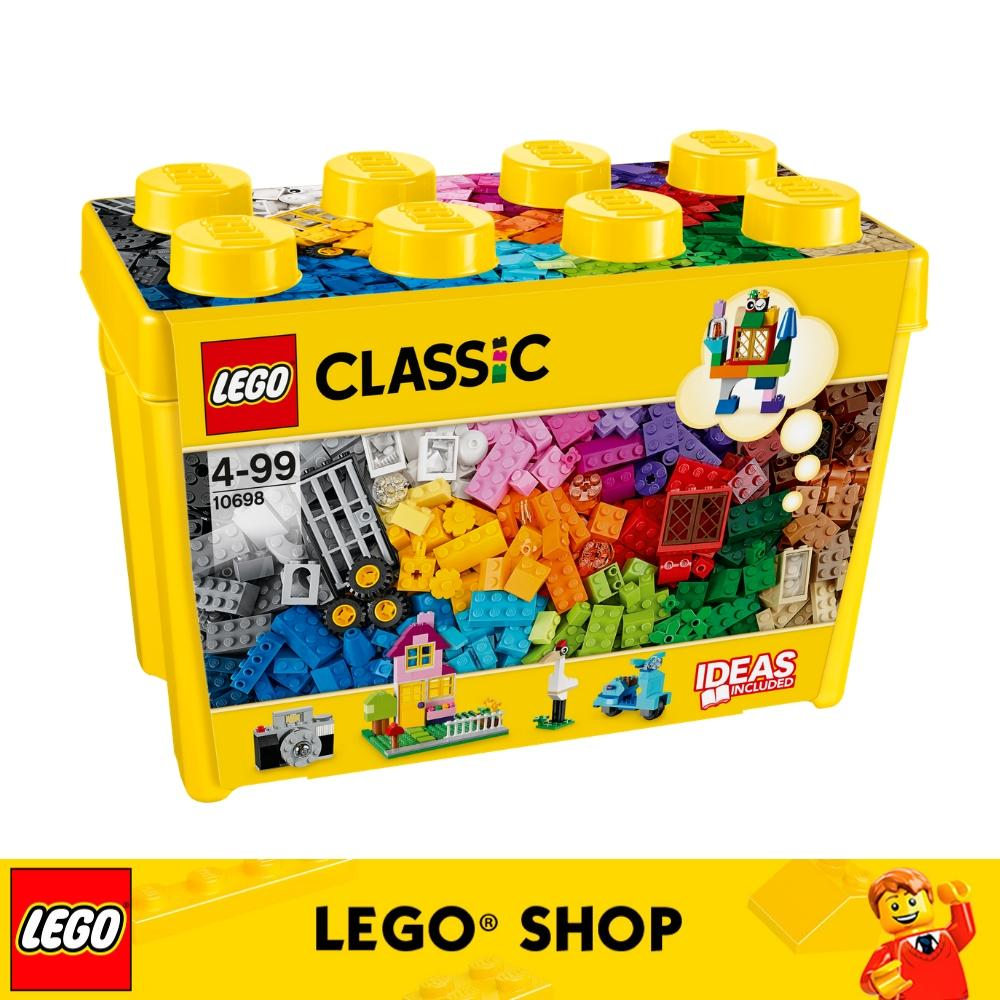 LEGO
CLASSiC
4-99
10698
IDEAS
INCLUDED
LEGO
LEGO® SHOP